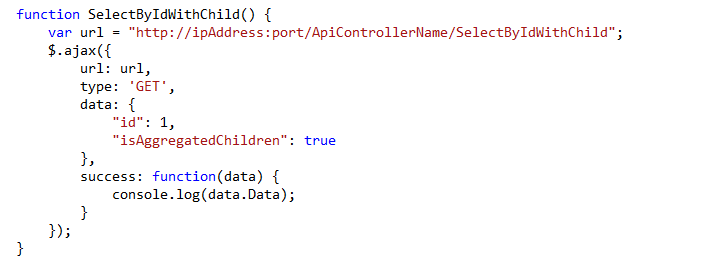 function SelectByIdWithChild() {
    var url = "http://ipAddress:port/ApiControllerName/SelectByIdWithChild";
    $.ajax({
        url: url,
        type: 'GET',
        data: {
            "id": 1,
            "isAggregatedChildren": true
        },
        success: function(data) {
            console.log(data.Data);
        }
    });
}